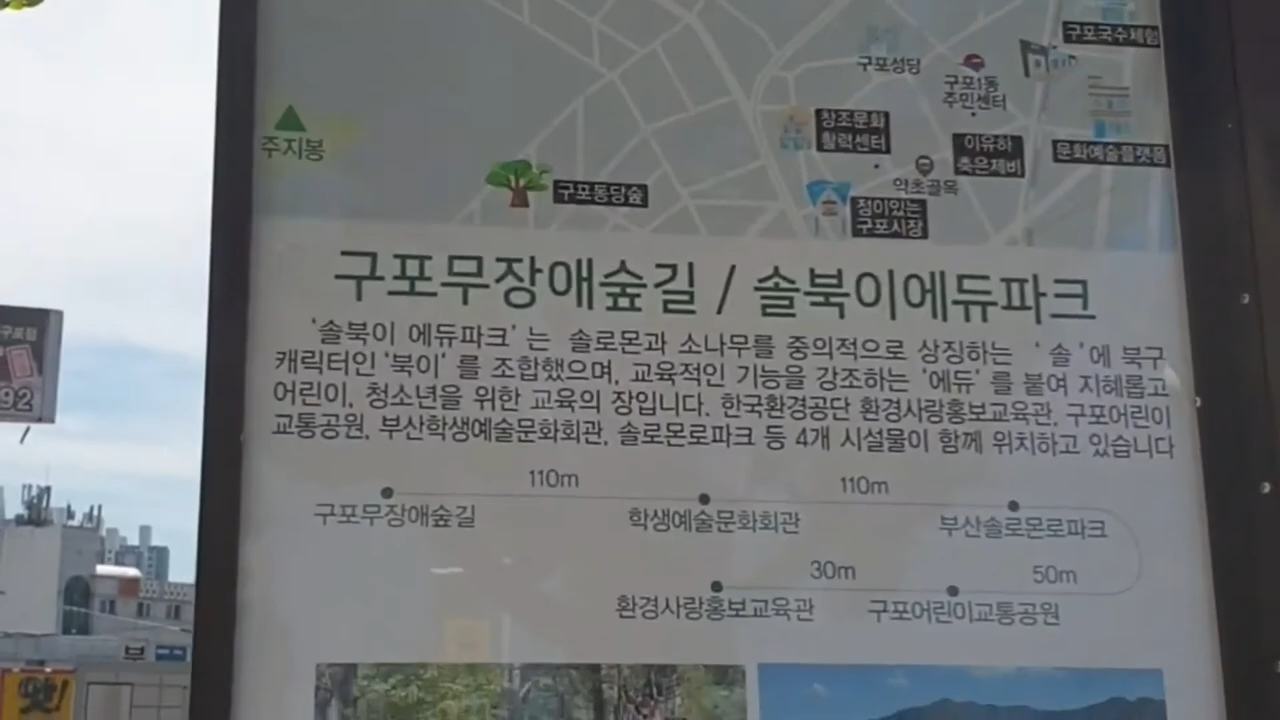 구포국수체험
구포성당
구포1동
주민센터
창조문화
활력센터
이유하
축은제비
문화예술플랫폼
주지봉
약초골목
구포동당숲
정이있는
구포시장
구포무장애숲길 / 솔북이에듀파크
'솔북이 에듀파크' 는 솔로몬과 소나무를 중의적으로 상징하는 '솔'에 북구
캐릭터인 '북이' 를 조합했으며, 교육적인 기능을 강조하는 '에듀' 를 붙여 지혜롭고
어린이, 청소년을 위한 교육의 장입니다. 한국환경공단 환경사랑홍보교육관, 구포어린이
교통공원, 부산학생예술문화회관, 솔로몬로파크 등 4개 시설물이 함께 위치하고 있습니다
110m
110m
구포무장애숲길
학생예술문화회관
부산솔로몬로파크
30m
50m
환경사랑홍보교육관
구포어린이교통공원
92